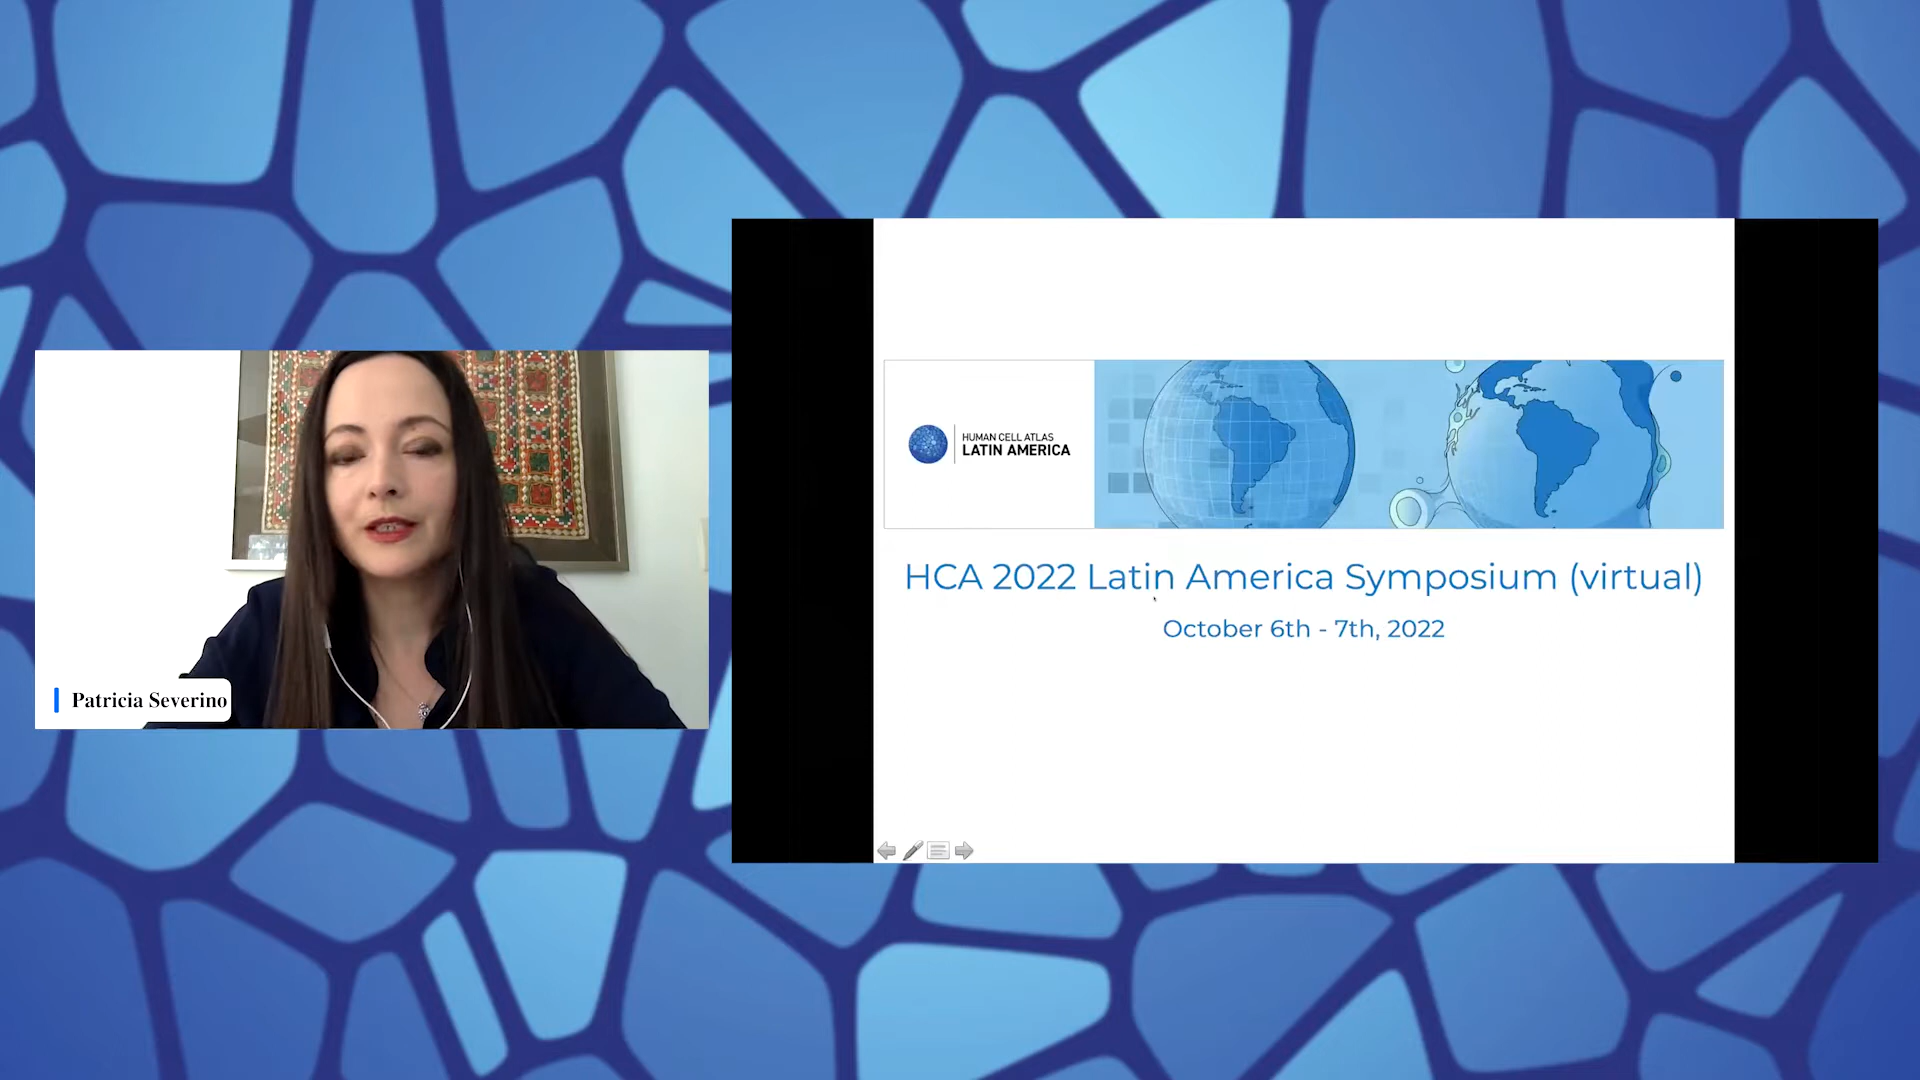 Patricia Severino
HUMAN CELL ATLAS
LATIN AMERICA
HCA 2022 Latin America Symposium (virtual)
October 6th - 7th, 2022